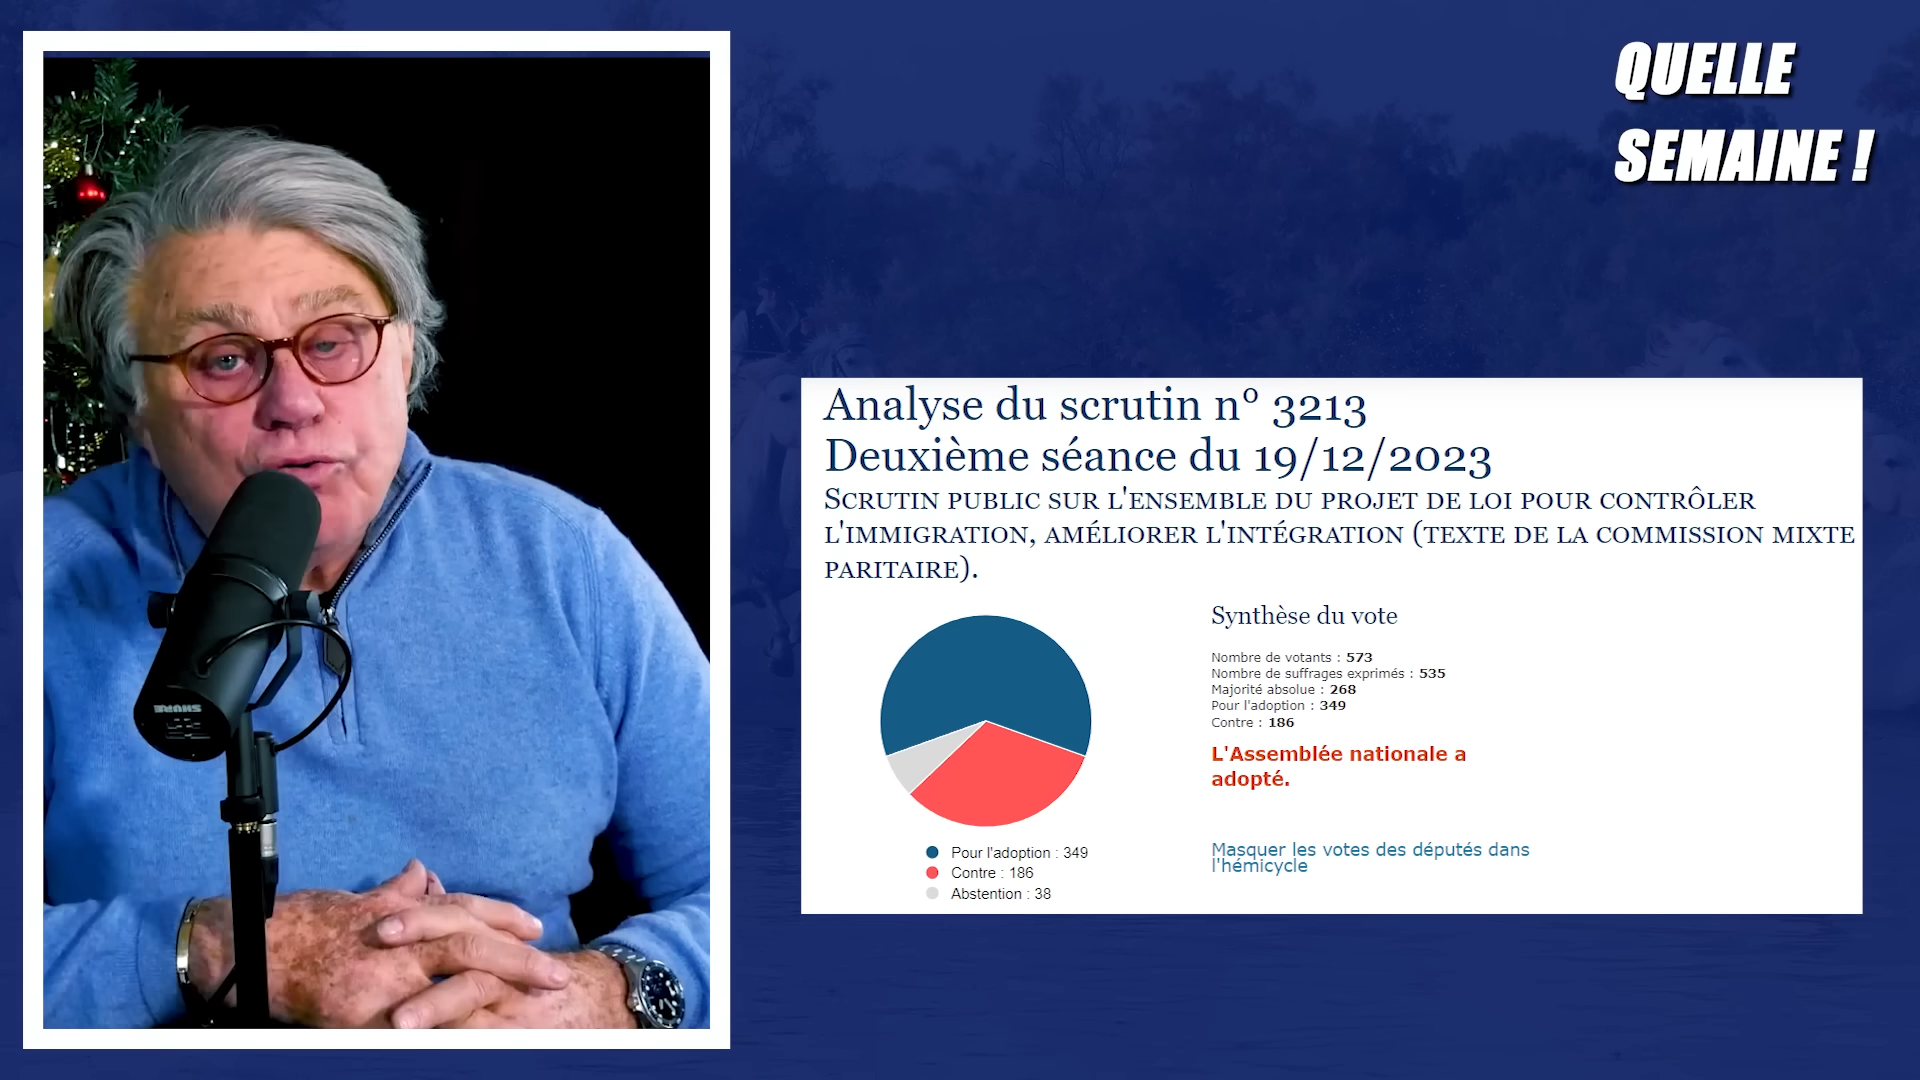 QUELLE
SEMAINE !
Analyse du scrutin n° 3213
Deuxième séance du 19/12/2023
Scrutin public sur l'ensemble du projet de loi pour contrôler
l'immigration, améliorer l'intégration (texte de la commission mixte
paritaire).
Synthèse du vote
Nombre de votants : 573
Nombre de suffrages exprimés : 535
Majorité absolue : 268
Pour l'adoption : 349
Contre : 186
L'Assemblée nationale a
adopté.
Masquer les votes des députés dans
l'hémicycle
Pour l'adoption : 349
Contre : 186
Abstention : 38
SHURE